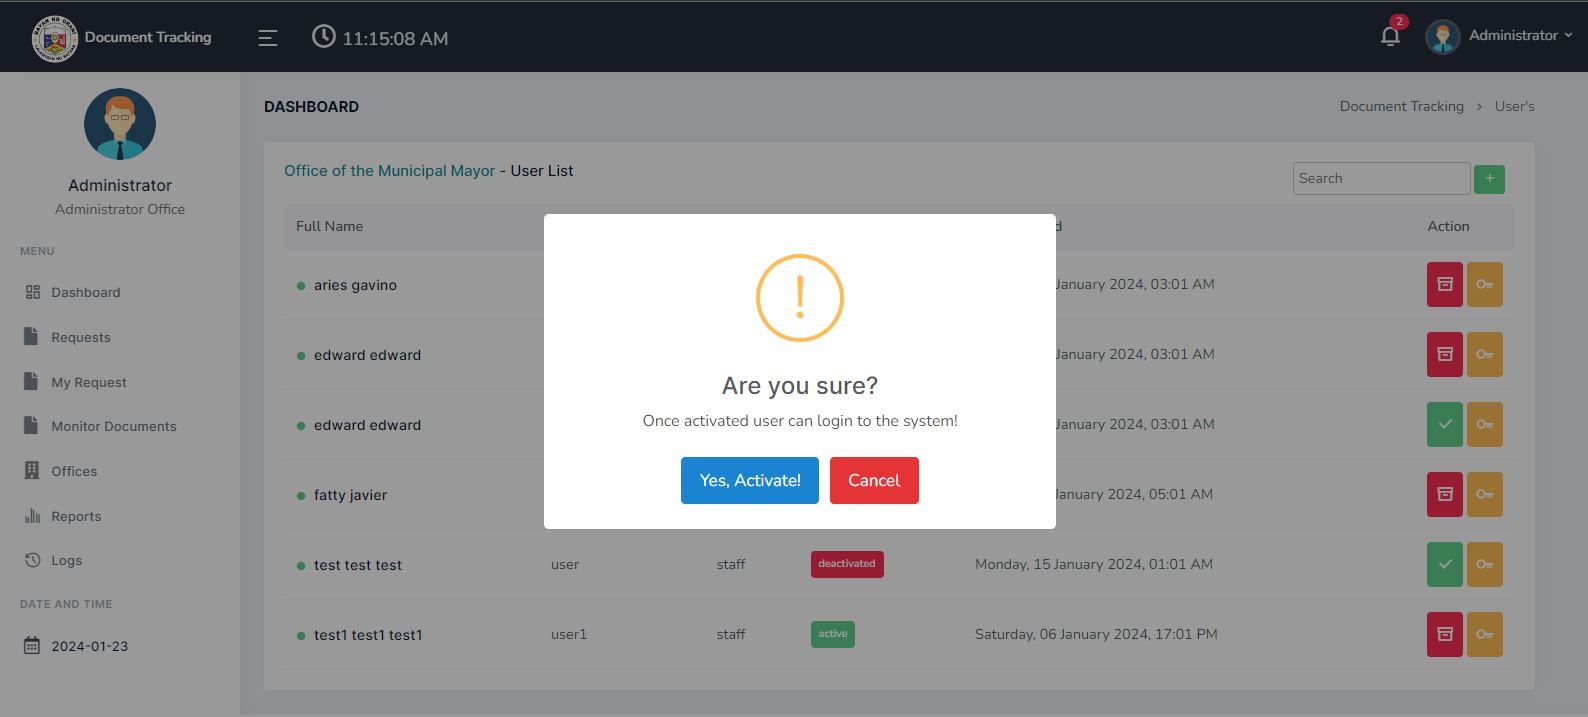 Document Tracking
11:15:08 AM
2
Administrator
Administrator
Administrator Office
MENU
Dashboard
Requests
My Request
Monitor Documents
Offices
Reports
Logs
DATE AND TIME
2024-01-23
DASHBOARD
Document Tracking › User's
Office of the Municipal Mayor - User List
Search
+
Full Name d Action
aries gavino January 2024, 03:01 AM
edward edward January 2024, 03:01 AM
edward edward January 2024, 03:01 AM
fatty javier January 2024, 05:01 AM
test test test user staff deactivated Monday, 15 January 2024, 01:01 AM
test1 test1 test1 user1 staff active Saturday, 06 January 2024, 17:01 PM
!
Are you sure?
Once activated user can login to the system!
Yes, Activate! Cancel